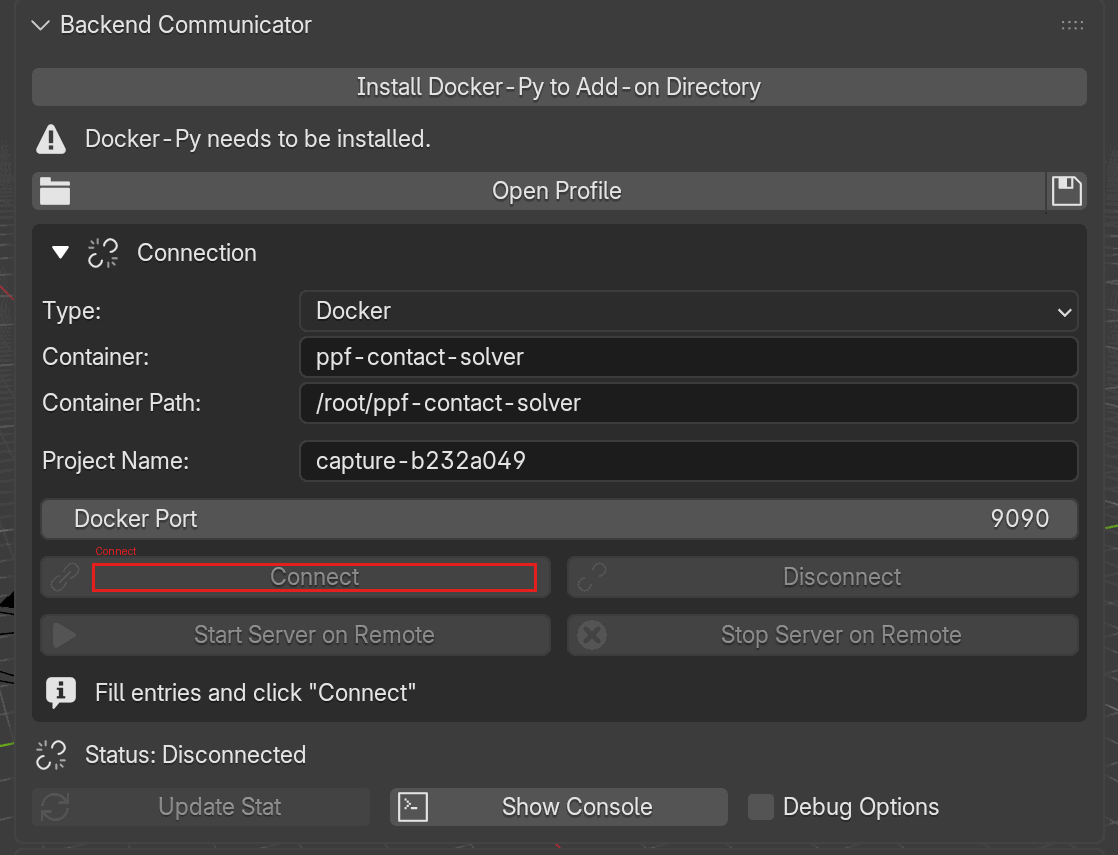 Backend Communicator
Install Docker-Py to Add-on Directory
Docker-Py needs to be installed.
Open Profile
Connection
Type: Docker
Container: ppf-contact-solver
Container Path: /root/ppf-contact-solver
Project Name: capture-b232a049
Docker Port 9090
Connect
Connect Disconnect
Start Server on Remote Stop Server on Remote
Fill entries and click "Connect"
Status: Disconnected
Update Stat Show Console Debug Options